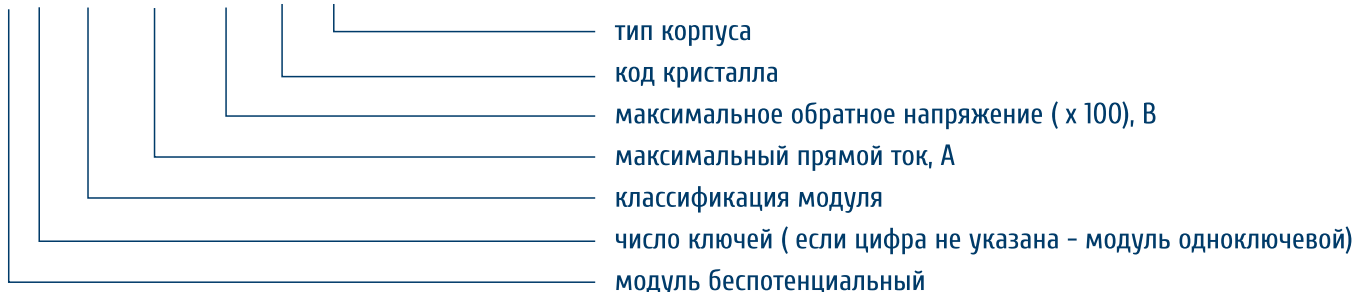 тип корпуса
код кристалла
максимальное обратное напряжение ( x 100), В
максимальный прямой ток, А
классификация модуля
число ключей ( если цифра не указана - модуль одноключевой)
модуль беспотенциальный